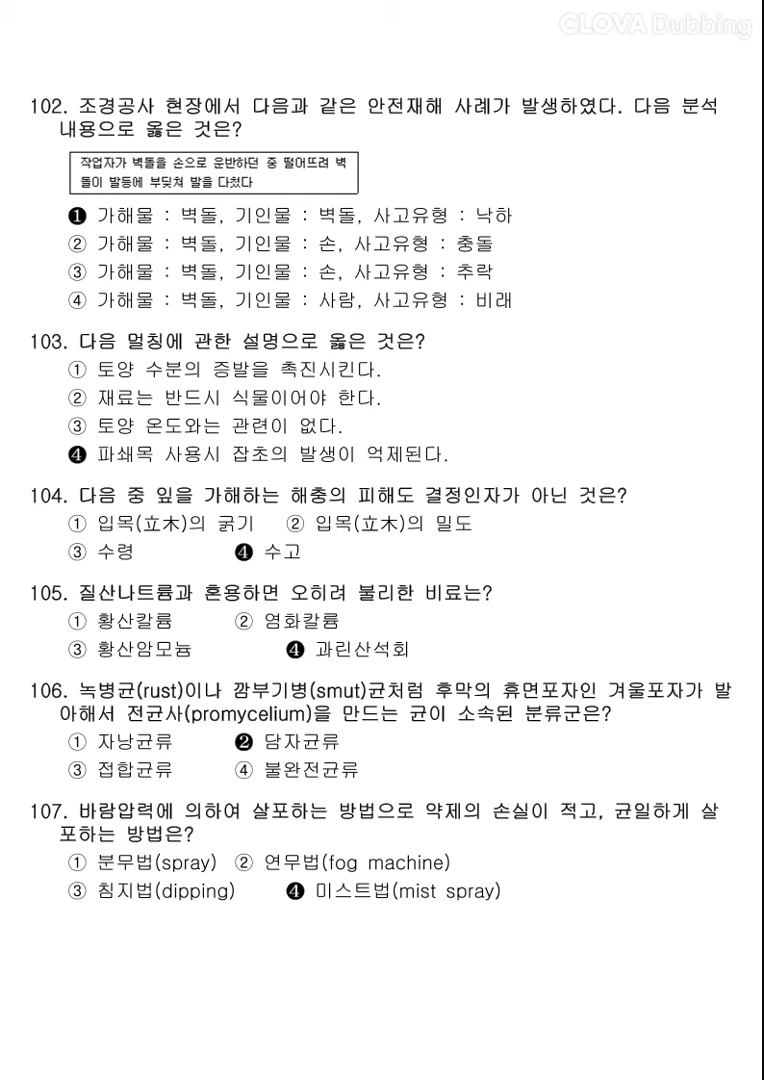 CLOVA Dubbing
102. 조경공사 현장에서 다음과 같은 안전재해 사례가 발생하였다. 다음 분석
내용으로 옳은 것은?
작업자가 벽돌을 손으로 운반하던 중 떨어뜨려 벽
돌이 발등에 부딪쳐 발을 다쳤다
❶ 가해물 : 벽돌, 기인물 : 벽돌, 사고유형 : 낙하
② 가해물 : 벽돌, 기인물 : 손, 사고유형 : 충돌
③ 가해물 : 벽돌, 기인물 : 손, 사고유형 : 추락
④ 가해물 : 벽돌, 기인물 : 사람, 사고유형 : 비래
103. 다음 멀칭에 관한 설명으로 옳은 것은?
① 토양 수분의 증발을 촉진시킨다.
② 재료는 반드시 식물이어야 한다.
③ 토양 온도와는 관련이 없다.
❹ 파쇄목 사용시 잡초의 발생이 억제된다.
104. 다음 중 잎을 가해하는 해충의 피해도 결정인자가 아닌 것은?
① 입목(立木)의 굵기 ② 입목(立木)의 밀도
③ 수령 ❹ 수고
105. 질산나트륨과 혼용하면 오히려 불리한 비료는?
① 황산칼륨 ② 염화칼륨
③ 황산암모늄 ❹ 과린산석회
106. 녹병균(rust)이나 깜부기병(smut)균처럼 후막의 휴면포자인 겨울포자가 발
아해서 전균사(promycelium)을 만드는 균이 소속된 분류군은?
① 자낭균류 ❷ 담자균류
③ 접합균류 ④ 불완전균류
107. 바람압력에 의하여 살포하는 방법으로 약제의 손실이 적고, 균일하게 살
포하는 방법은?
① 분무법(spray) ② 연무법(fog machine)
③ 침지법(dipping) ❹ 미스트법(mist spray)